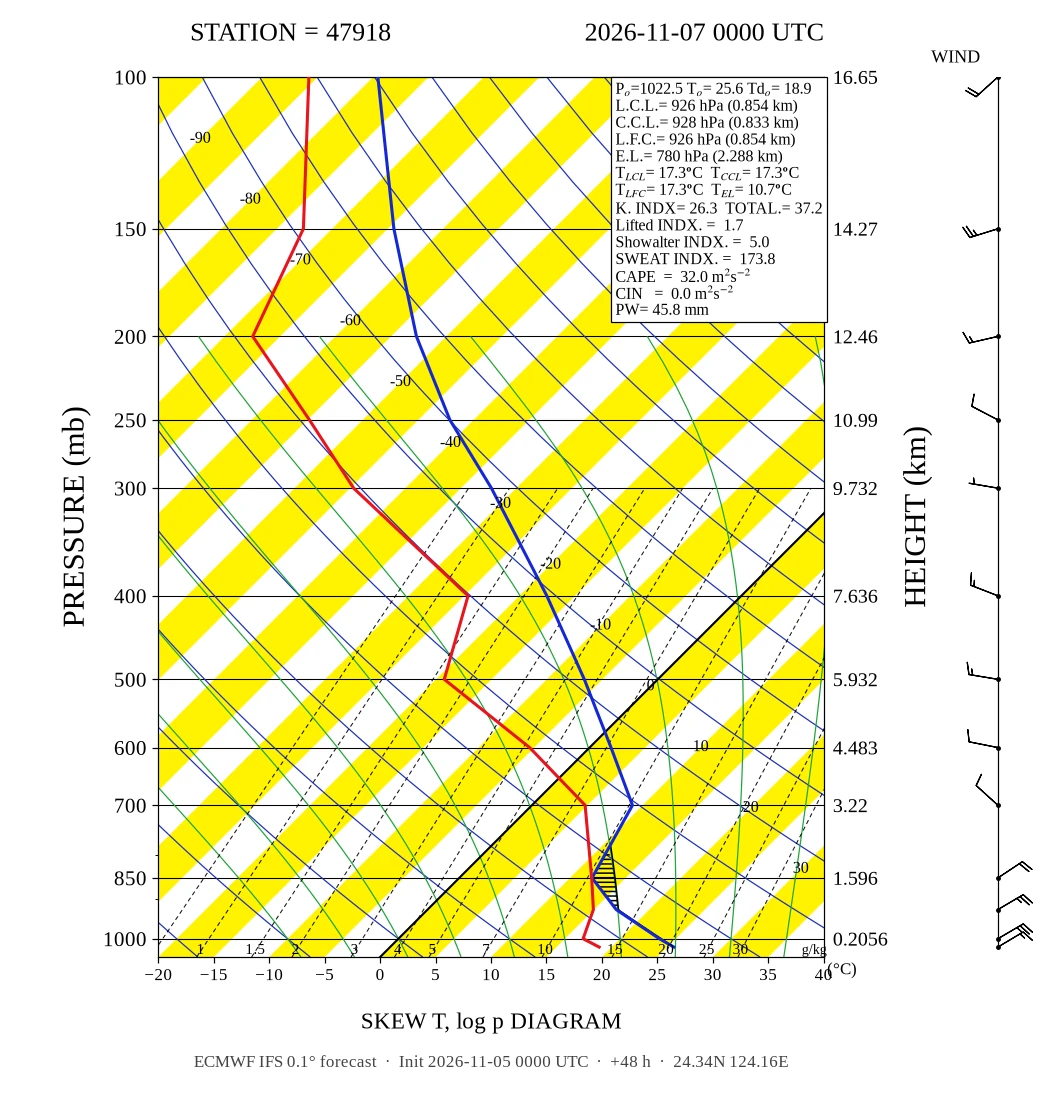 STATION = 47918
2026-11-07 0000 UTC
WIND
P₀=1022.5 T₀= 25.6 Td₀= 18.9
L.C.L.= 926 hPa (0.854 km)
C.C.L.= 928 hPa (0.833 km)
L.F.C.= 926 hPa (0.854 km)
E.L.= 780 hPa (2.288 km)
T_LCL= 17.3°C T_CCL= 17.3°C
T_LFC= 17.3°C T_EL= 10.7°C
K. INDX= 26.3 TOTAL.= 37.2
Lifted INDX. = 1.7
Showalter INDX. = 5.0
SWEAT INDX. = 173.8
CAPE = 32.0 m²s⁻²
CIN = 0.0 m²s⁻²
PW= 45.8 mm
100 16.65
150 14.27
200 12.46
250 10.99
300 9.732
400 7.636
500 5.932
600 4.483
700 3.22
850 1.596
1000 0.2056
PRESSURE (mb)
HEIGHT (km)
-90
-80
-70
-60
-50
-40
-30
-20
-10
0
10
20
30
1 1.5 2 3 4 5 7 10 15 20 25 30 g/kg
−20 −15 −10 −5 0 5 10 15 20 25 30 35 40 (°C)
SKEW T, log p DIAGRAM
ECMWF IFS 0.1° forecast · Init 2026-11-05 0000 UTC · +48 h · 24.34N 124.16E